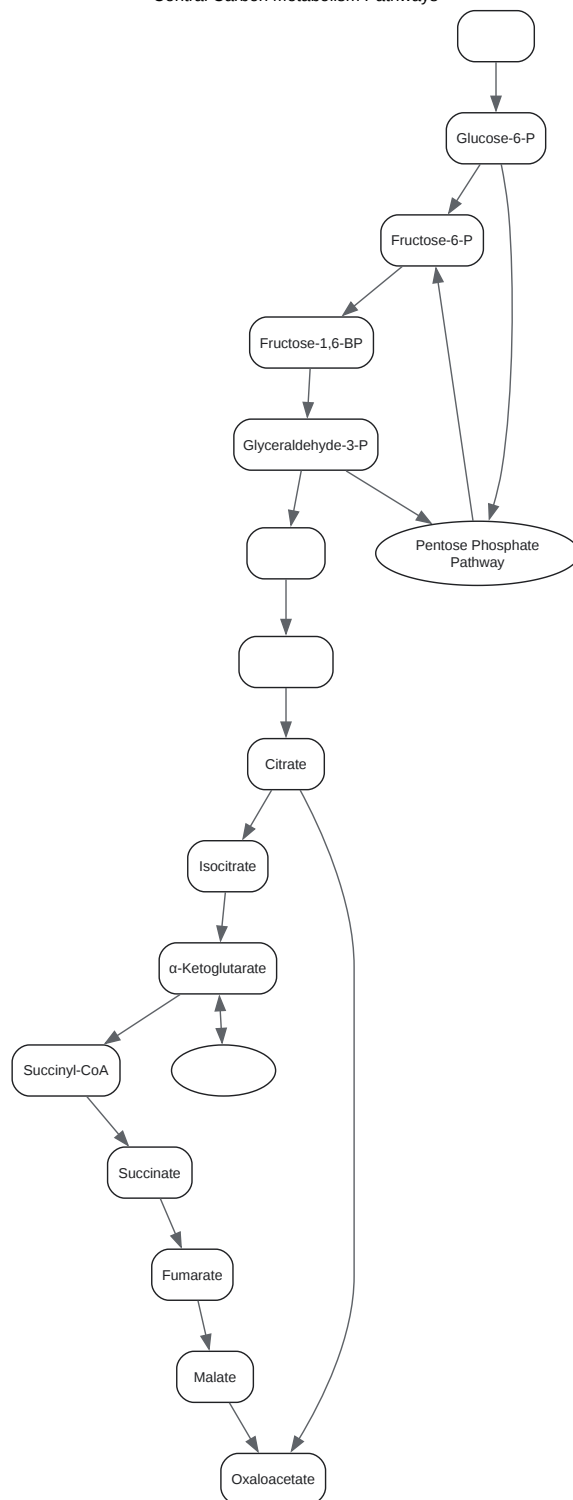 Central Carbon Metabolism Pathways
Glucose-6-P
Fructose-6-P
Fructose-1,6-BP
Glyceraldehyde-3-P
Pentose Phosphate
Pathway
Citrate
Isocitrate
α-Ketoglutarate
Succinyl-CoA
Succinate
Fumarate
Malate
Oxaloacetate